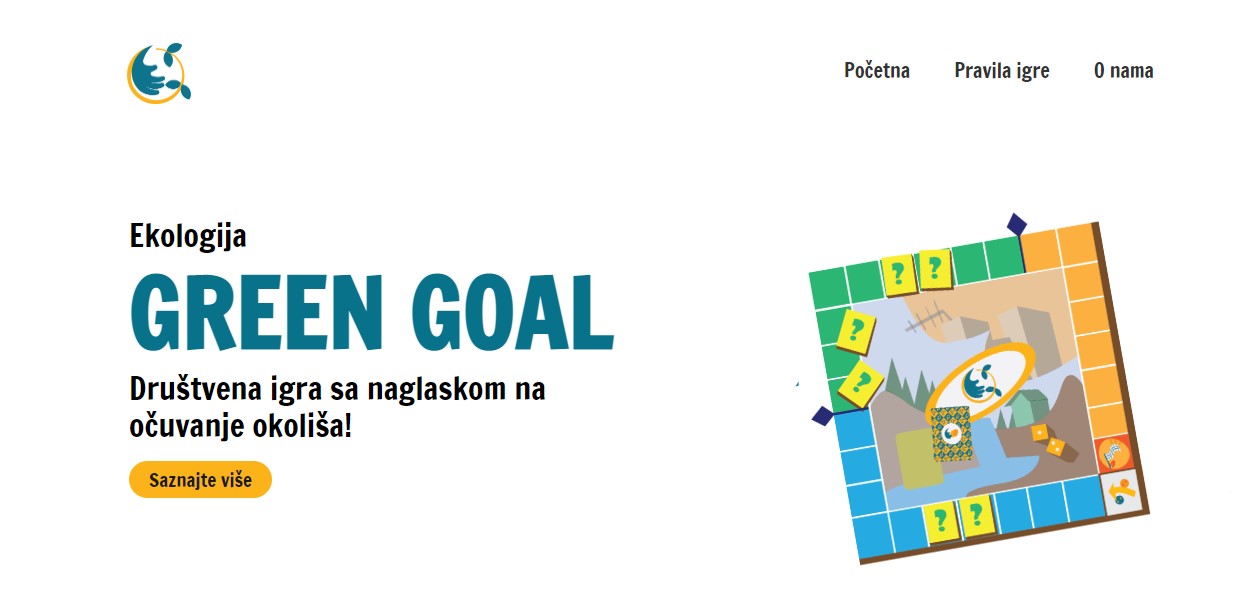 Početna
Pravila igre
O nama
Ekologija
GREEN GOAL
Društvena igra sa naglaskom na
očuvanje okoliša!
Saznajte više
?
?
?
?
?
?